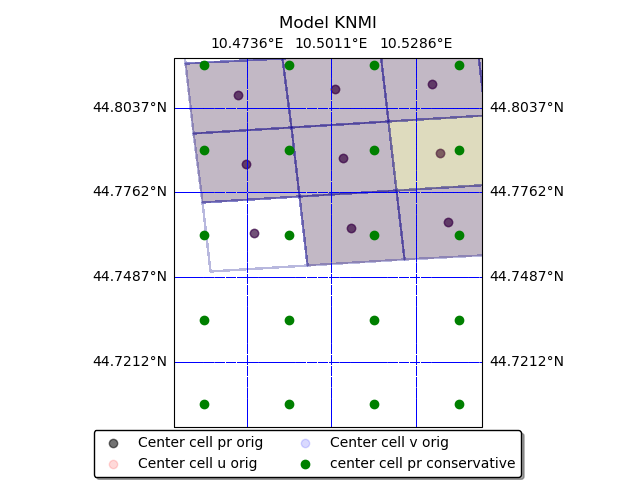 Model KNMI
10.4736°E 10.5011°E 10.5286°E
44.8037°N 44.8037°N
44.7762°N 44.7762°N
44.7487°N 44.7487°N
44.7212°N 44.7212°N
Center cell pr orig Center cell v orig
Center cell u orig center cell pr conservative